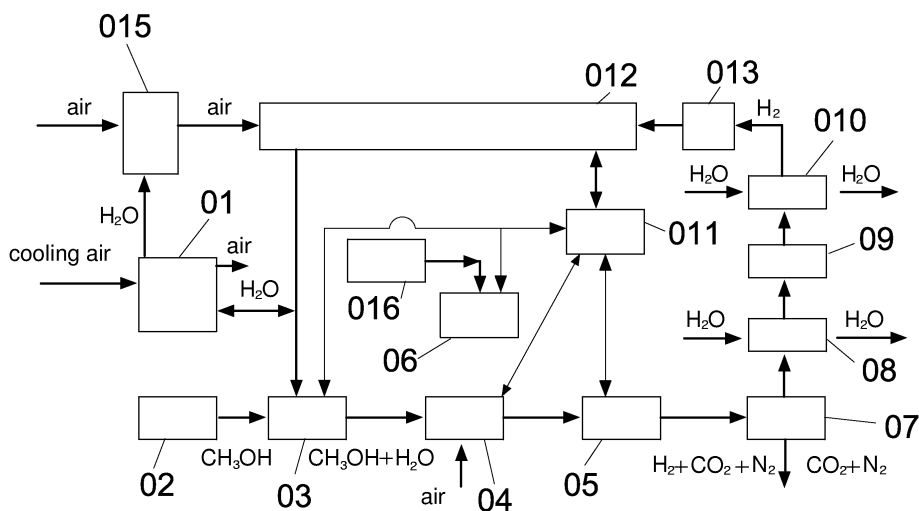 015
012
013
air
air
H₂
010
H₂O
H₂O
H₂O
01
011
09
cooling air
air
H₂O
016
06
H₂O
H₂O
08
07
02
CH₃OH
03
CH₃OH+H₂O
air
04
05
H₂+CO₂+N₂
CO₂+N₂